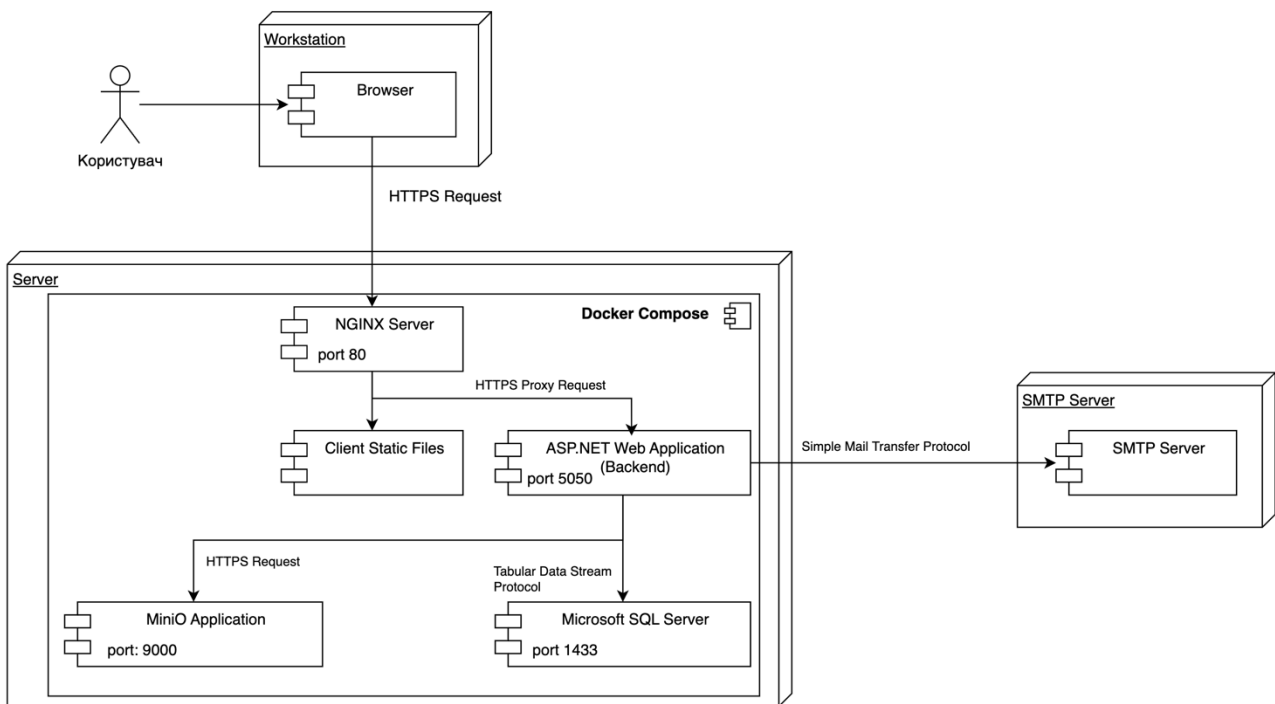 Workstation
Browser
Користувач
HTTPS Request
Server
Docker Compose
NGINX Server
port 80
HTTPS Proxy Request
SMTP Server
Client Static Files
ASP.NET Web Application
(Backend)
port 5050
Simple Mail Transfer Protocol
SMTP Server
HTTPS Request
Tabular Data Stream
Protocol
MiniO Application
port: 9000
Microsoft SQL Server
port 1433